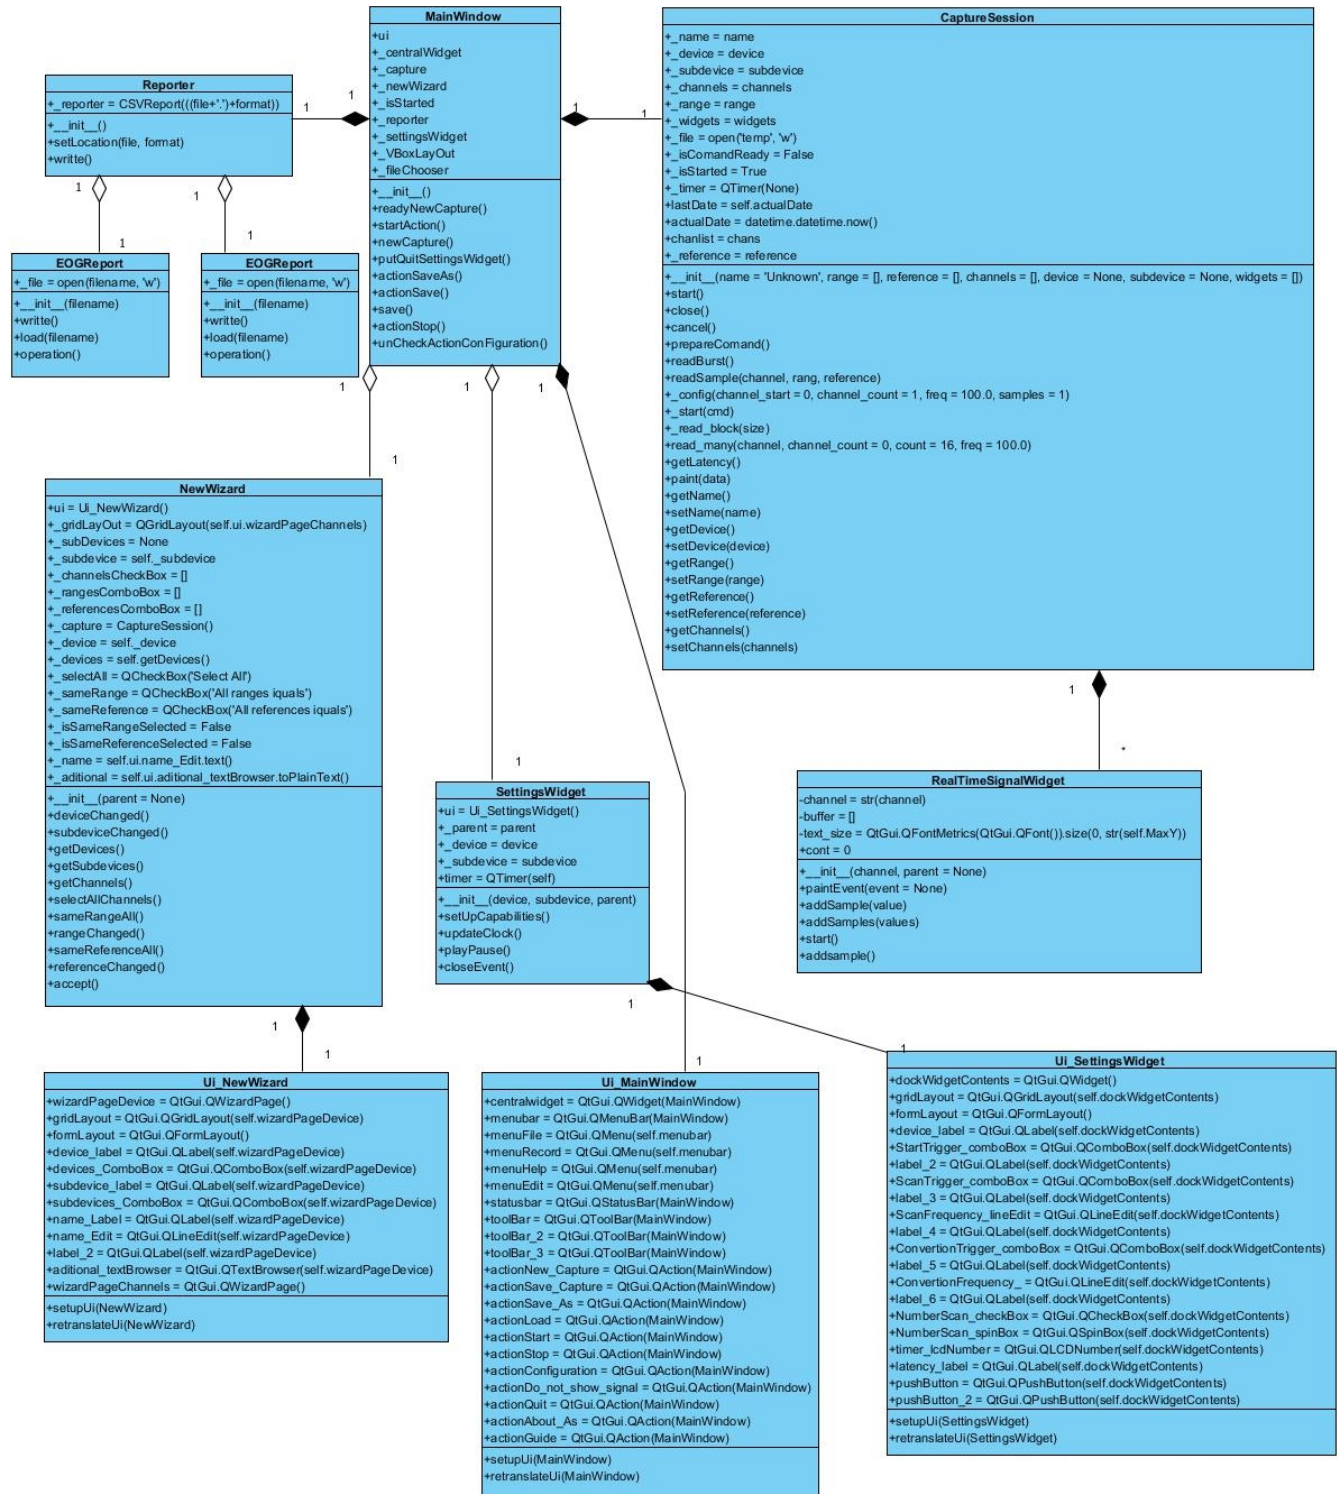 MainWindow
+ui
+_centralWidget
+_capture
+_newWizard
+_isStarted
+_reporter
+_settingsWidget
+_VBoxLayOut
+_fileChooser
+__init__()
+readyNewCapture()
+startAction()
+newCapture()
+putQuitSettingsWidget()
+actionSaveAs()
+actionSave()
+save()
+actionStop()
+unCheckActionConFiguration()
CaptureSession
+_name = name
+_device = device
+_subdevice = subdevice
+_channels = channels
+_range = range
+_widgets = widgets
+_file = open('temp', 'w')
+_isComandReady = False
+_isStarted = True
+_timer = QTimer(None)
+lastDate = self.actualDate
+actualDate = datetime.datetime.now()
+chanlist = chans
+_reference = reference
+__init__(name = 'Unknown', range = [], reference = [], channels = [], device = None, subdevice = None, widgets = [])
+start()
+close()
+cancel()
+prepareComand()
+readBurst()
+readSample(channel, rang, reference)
+_config(channel_start = 0, channel_count = 1, freq = 100.0, samples = 1)
+_start(cmd)
+_read_block(size)
+read_many(channel, channel_count = 0, count = 16, freq = 100.0)
+getLatency()
+paint(data)
+getName()
+setName(name)
+getDevice()
+setDevice(device)
+getRange()
+setRange(range)
+getReference()
+setReference(reference)
+getChannels()
+setChannels(channels)
Reporter
+_reporter = CSVReport(((file+'.')+format))
+__init__()
+setLocation(file, format)
+writte()
1
1
1
1
1
1
1
1
EOGReport
+_file = open(filename, 'w')
+__init__(filename)
+writte()
+load(filename)
+operation()
EOGReport
+_file = open(filename, 'w')
+__init__(filename)
+writte()
+load(filename)
+operation()
1
1
1
1
NewWizard
+ui = Ui_NewWizard()
+_gridLayOut = QGridLayout(self.ui.wizardPageChannels)
+_subDevices = None
+_subdevice = self._subdevice
+_channelsCheckBox = []
+_rangesComboBox = []
+_referencesComboBox = []
+_capture = CaptureSession()
+_device = self._device
+_devices = self.getDevices()
+_selectAll = QCheckBox('Select All')
+_sameRange = QCheckBox('All ranges iquals')
+_sameReference = QCheckBox('All references iquals')
+_isSameRangeSelected = False
+_isSameReferenceSelected = False
+_name = self.ui.name_Edit.text()
+_aditional = self.ui.aditional_textBrowser.toPlainText()
+__init__(parent = None)
+deviceChanged()
+subdeviceChanged()
+getDevices()
+getSubdevices()
+getChannels()
+selectAllChannels()
+sameRangeAll()
+rangeChanged()
+sameReferenceAll()
+referenceChanged()
+accept()
1
*
1
SettingsWidget
+ui = Ui_SettingsWidget()
+_parent = parent
+_device = device
+_subdevice = subdevice
+timer = QTimer(self)
+__init__(device, subdevice, parent)
+setUpCapabilities()
+updateClock()
+playPause()
+closeEvent()
RealTimeSignalWidget
-channel = str(channel)
-buffer = []
-text_size = QtGui.QFontMetrics(QtGui.QFont()).size(0, str(self.MaxY))
+cont = 0
+__init__(channel, parent = None)
+paintEvent(event = None)
+addSample(value)
+addSamples(values)
+start()
+addsample()
1
1
1
1
1
Ui_NewWizard
+wizardPageDevice = QtGui.QWizardPage()
+gridLayout = QtGui.QGridLayout(self.wizardPageDevice)
+formLayout = QtGui.QFormLayout()
+device_label = QtGui.QLabel(self.wizardPageDevice)
+devices_ComboBox = QtGui.QComboBox(self.wizardPageDevice)
+subdevice_label = QtGui.QLabel(self.wizardPageDevice)
+subdevices_ComboBox = QtGui.QComboBox(self.wizardPageDevice)
+name_Label = QtGui.QLabel(self.wizardPageDevice)
+name_Edit = QtGui.QLineEdit(self.wizardPageDevice)
+label_2 = QtGui.QLabel(self.wizardPageDevice)
+aditional_textBrowser = QtGui.QTextBrowser(self.wizardPageDevice)
+wizardPageChannels = QtGui.QWizardPage()
+setupUi(NewWizard)
+retranslateUi(NewWizard)
Ui_MainWindow
+centralwidget = QtGui.QWidget(MainWindow)
+menubar = QtGui.QMenuBar(MainWindow)
+menuFile = QtGui.QMenu(self.menubar)
+menuRecord = QtGui.QMenu(self.menubar)
+menuHelp = QtGui.QMenu(self.menubar)
+menuEdit = QtGui.QMenu(self.menubar)
+statusbar = QtGui.QStatusBar(MainWindow)
+toolBar = QtGui.QToolBar(MainWindow)
+toolBar_2 = QtGui.QToolBar(MainWindow)
+toolBar_3 = QtGui.QToolBar(MainWindow)
+actionNew_Capture = QtGui.QAction(MainWindow)
+actionSave_Capture = QtGui.QAction(MainWindow)
+actionSave_As = QtGui.QAction(MainWindow)
+actionLoad = QtGui.QAction(MainWindow)
+actionStart = QtGui.QAction(MainWindow)
+actionStop = QtGui.QAction(MainWindow)
+actionConfiguration = QtGui.QAction(MainWindow)
+actionDo_not_show_signal = QtGui.QAction(MainWindow)
+actionQuit = QtGui.QAction(MainWindow)
+actionAbout_As = QtGui.QAction(MainWindow)
+actionGuide = QtGui.QAction(MainWindow)
+setupUi(MainWindow)
+retranslateUi(MainWindow)
1
Ui_SettingsWidget
+dockWidgetContents = QtGui.QWidget()
+gridLayout = QtGui.QGridLayout(self.dockWidgetContents)
+formLayout = QtGui.QFormLayout()
+device_label = QtGui.QLabel(self.dockWidgetContents)
+StartTrigger_comboBox = QtGui.QComboBox(self.dockWidgetContents)
+label_2 = QtGui.QLabel(self.dockWidgetContents)
+ScanTrigger_comboBox = QtGui.QComboBox(self.dockWidgetContents)
+label_3 = QtGui.QLabel(self.dockWidgetContents)
+ScanFrequency_lineEdit = QtGui.QLineEdit(self.dockWidgetContents)
+label_4 = QtGui.QLabel(self.dockWidgetContents)
+ConvertionTrigger_comboBox = QtGui.QComboBox(self.dockWidgetContents)
+label_5 = QtGui.QLabel(self.dockWidgetContents)
+ConvertionFrequency_ = QtGui.QLineEdit(self.dockWidgetContents)
+label_6 = QtGui.QLabel(self.dockWidgetContents)
+NumberScan_checkBox = QtGui.QCheckBox(self.dockWidgetContents)
+NumberScan_spinBox = QtGui.QSpinBox(self.dockWidgetContents)
+timer_lcdNumber = QtGui.QLCDNumber(self.dockWidgetContents)
+latency_label = QtGui.QLabel(self.dockWidgetContents)
+pushButton = QtGui.QPushButton(self.dockWidgetContents)
+pushButton_2 = QtGui.QPushButton(self.dockWidgetContents)
+setupUi(SettingsWidget)
+retranslateUi(SettingsWidget)